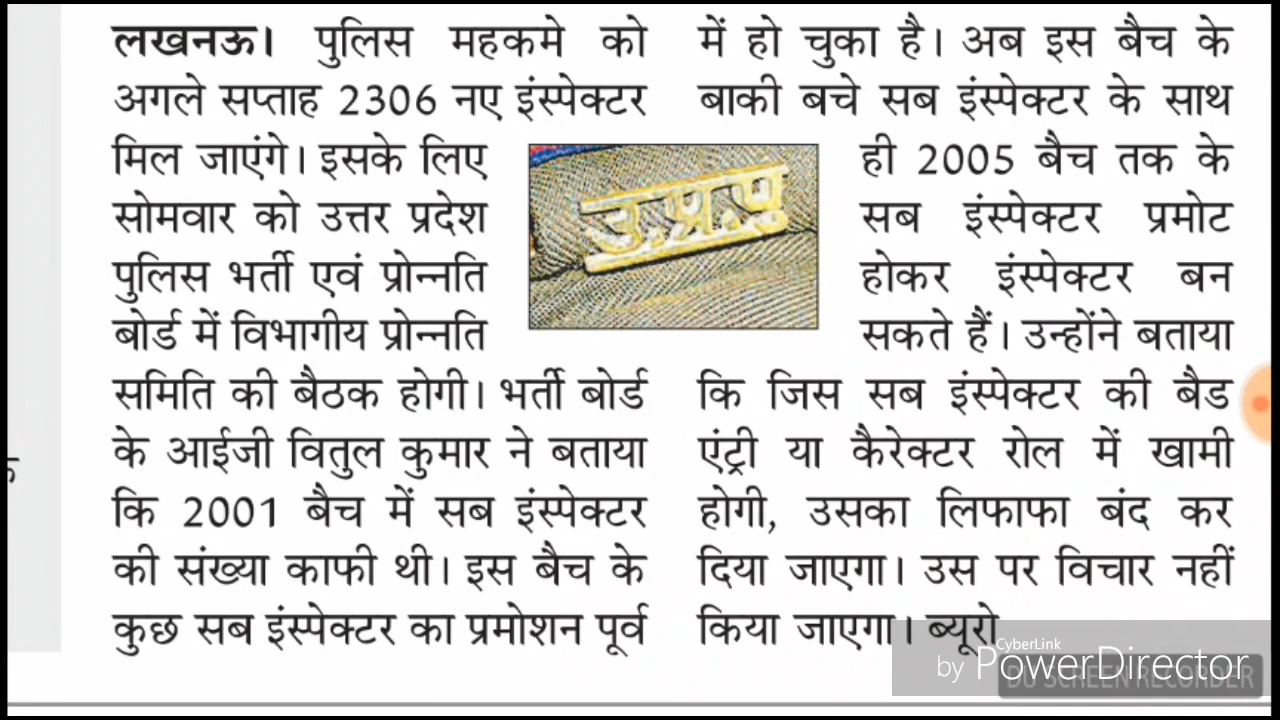 लखनऊ। पुलिस महकमे को
अगले सप्ताह 2306 नए इंस्पेक्टर
मिल जाएंगे। इसके लिए
सोमवार को उत्तर प्रदेश
पुलिस भर्ती एवं प्रोन्नति
बोर्ड में विभागीय प्रोन्नति
समिति की बैठक होगी। भर्ती बोर्ड
के आईजी वितुल कुमार ने बताया
कि 2001 बैच में सब इंस्पेक्टर
की संख्या काफी थी। इस बैच के
कुछ सब इंस्पेक्टर का प्रमोशन पूर्व
में हो चुका है। अब इस बैच के
बाकी बचे सब इंस्पेक्टर के साथ
ही 2005 बैच तक के
सब इंस्पेक्टर प्रमोट
होकर इंस्पेक्टर बन
सकते हैं। उन्होंने बताया
कि जिस सब इंस्पेक्टर की बैड
एंट्री या कैरेक्टर रोल में खामी
होगी, उसका लिफाफा बंद कर
दिया जाएगा। उस पर विचार नहीं
किया जाएगा। ब्यूरो
उ.प्र.पु
CyberLink
by PowerDirector
DU SCREEN RECORDER